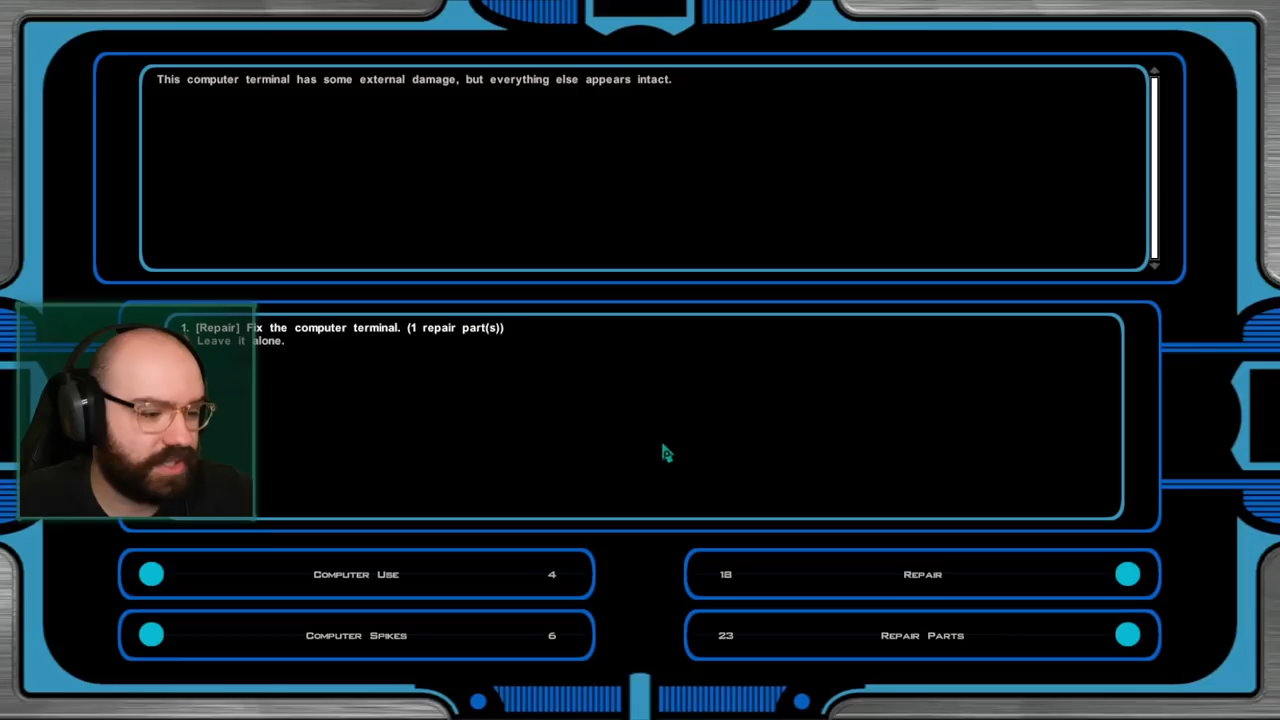 This computer terminal has some external damage, but everything else appears intact.
1. [Repair] Fix the computer terminal. (1 repair part(s))
Leave it alone.
Computer Use 4
18 Repair
Computer Spikes 6
23 Repair Parts